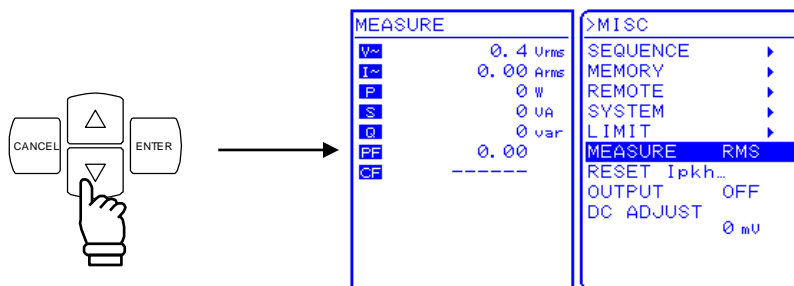 CANCEL
ENTER
MEASURE
V~ 0.4 Vrms
I~ 0.00 Arms
P 0 W
S 0 VA
Q 0 var
PF 0.00
CF ------
>MISC
SEQUENCE
MEMORY
REMOTE
SYSTEM
LIMIT
MEASURE RMS
RESET Ipkh…
OUTPUT OFF
DC ADJUST
0 mV